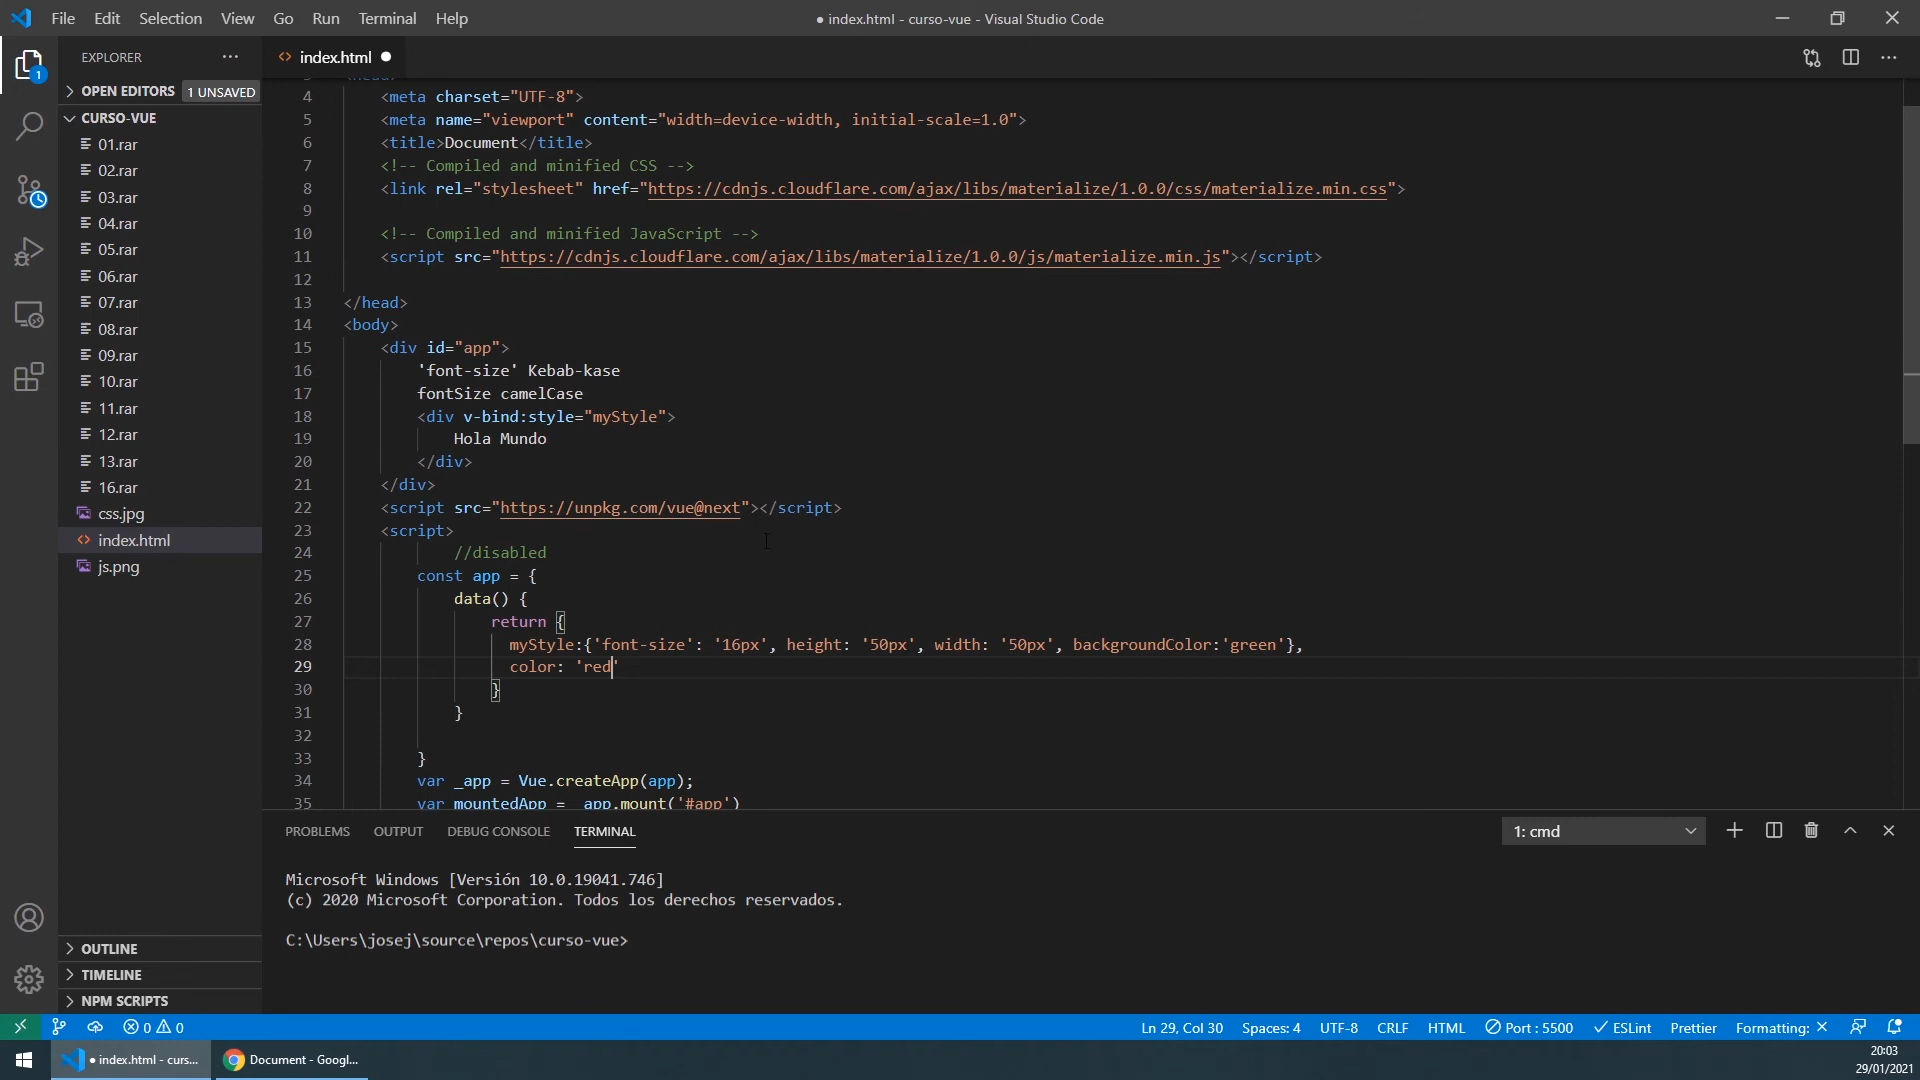 File Edit Selection View Go Run Terminal Help
● index.html - curso-vue - Visual Studio Code
EXPLORER
OPEN EDITORS 1 UNSAVED
CURSO-VUE
01.rar
02.rar
03.rar
04.rar
05.rar
06.rar
07.rar
08.rar
09.rar
10.rar
11.rar
12.rar
13.rar
16.rar
css.jpg
index.html
js.png
OUTLINE
TIMELINE
NPM SCRIPTS
index.html
4 <meta charset="UTF-8">
5 <meta name="viewport" content="width=device-width, initial-scale=1.0">
6 <title>Document</title>
7 <!-- Compiled and minified CSS -->
8 <link rel="stylesheet" href="https://cdnjs.cloudflare.com/ajax/libs/materialize/1.0.0/css/materialize.min.css">
9
10 <!-- Compiled and minified JavaScript -->
11 <script src="https://cdnjs.cloudflare.com/ajax/libs/materialize/1.0.0/js/materialize.min.js"></script>
12
13 </head>
14 <body>
15 <div id="app">
16 'font-size' Kebab-kase
17 fontSize camelCase
18 <div v-bind:style="myStyle">
19 Hola Mundo
20 </div>
21 </div>
22 <script src="https://unpkg.com/vue@next"></script>
23 <script>
24 //disabled
25 const app = {
26 data() {
27 return {
28 myStyle:{'font-size': '16px', height: '50px', width: '50px', backgroundColor:'green'},
29 color: 'red'
30 }
31 }
32
33 }
34 var _app = Vue.createApp(app);
35 var mountedApp = _app.mount('#app')
PROBLEMS OUTPUT DEBUG CONSOLE TERMINAL
1: cmd
Microsoft Windows [Versión 10.0.19041.746]
(c) 2020 Microsoft Corporation. Todos los derechos reservados.
C:\Users\josej\source\repos\curso-vue>
1
0 0
Ln 29, Col 30 Spaces: 4 UTF-8 CRLF HTML Port : 5500 ESLint Prettier Formatting: ×
● index.html - curs...
Document - Googl...
20:03
29/01/2021